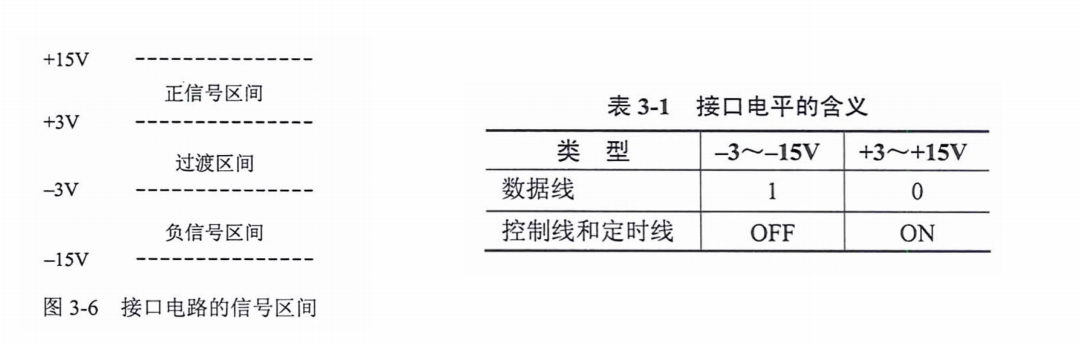 +15V
正信号区间
+3V
过渡区间
–3V
负信号区间
–15V
图 3-6 接口电路的信号区间
表 3-1 接口电平的含义
类 型 –3～–15V +3～+15V
数据线 1 0
控制线和定时线 OFF ON